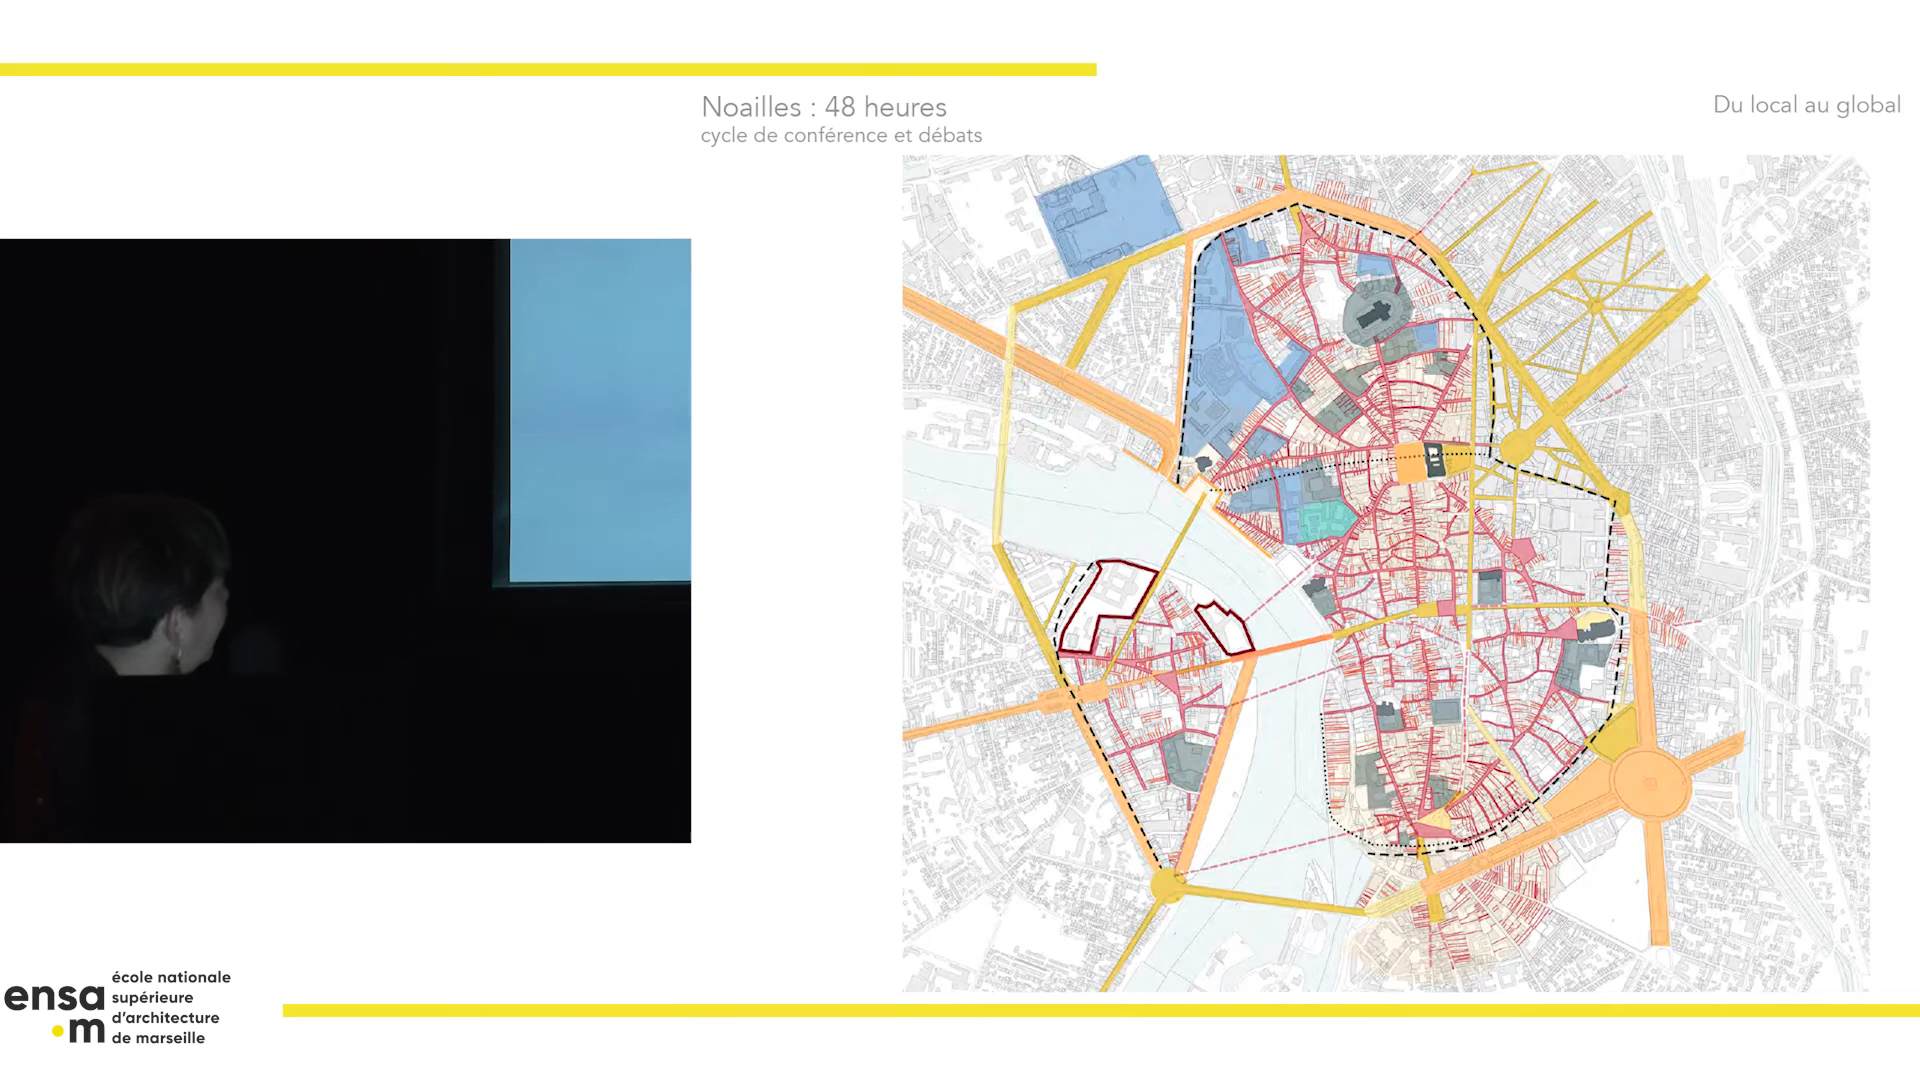 Noailles : 48 heures
cycle de conférence et débats
Du local au global
ensa
•m
école nationale
supérieure
d'architecture
de marseille